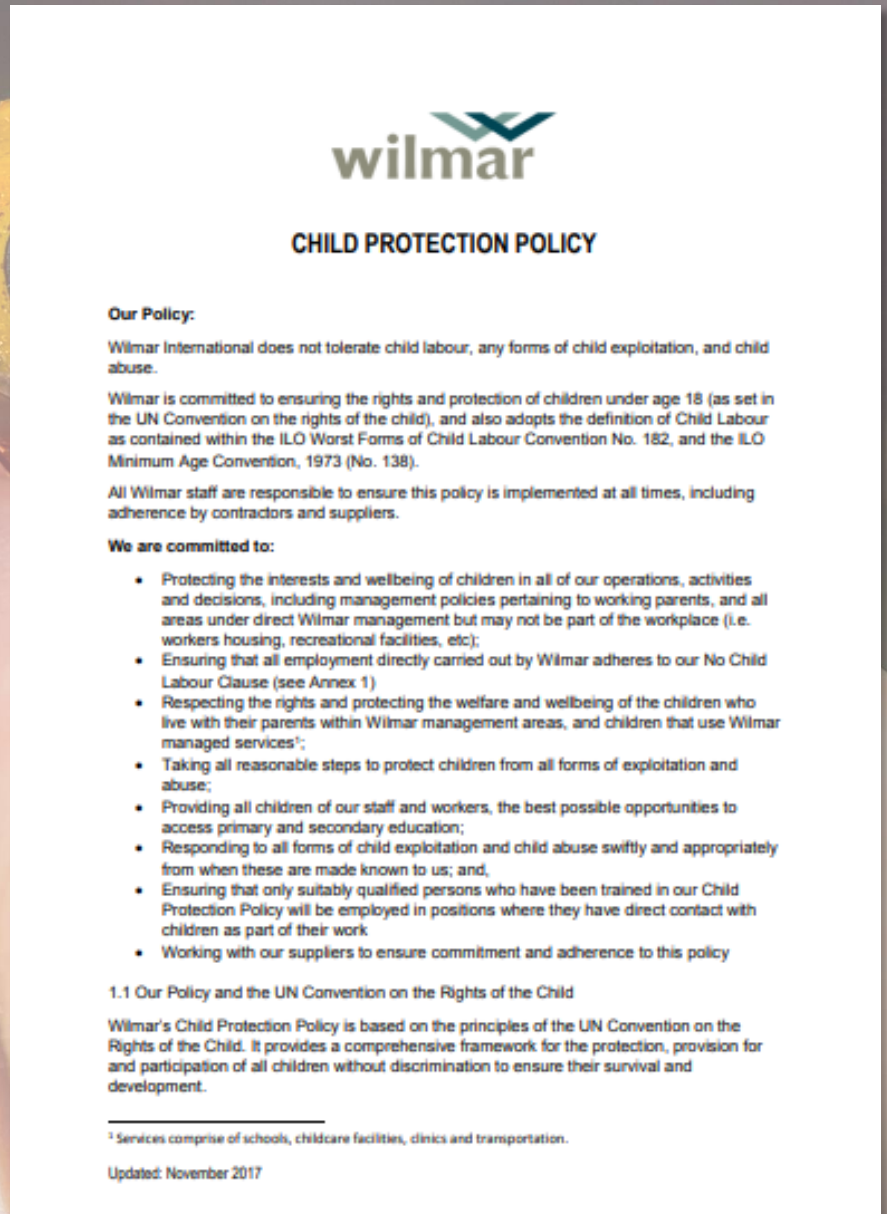 wilmar
CHILD PROTECTION POLICY
Our Policy:
Wilmar International does not tolerate child labour, any forms of child exploitation, and child
abuse.
Wilmar is committed to ensuring the rights and protection of children under age 18 (as set in
the UN Convention on the rights of the child), and also adopts the definition of Child Labour
as contained within the ILO Worst Forms of Child Labour Convention No. 182, and the ILO
Minimum Age Convention, 1973 (No. 138).
All Wilmar staff are responsible to ensure this policy is implemented at all times, including
adherence by contractors and suppliers.
We are committed to:
• Protecting the interests and wellbeing of children in all of our operations, activities
and decisions, including management policies pertaining to working parents, and all
areas under direct Wilmar management but may not be part of the workplace (i.e.
workers housing, recreational facilities, etc);
• Ensuring that all employment directly carried out by Wilmar adheres to our No Child
Labour Clause (see Annex 1)
• Respecting the rights and protecting the welfare and wellbeing of the children who
live with their parents within Wilmar management areas, and children that use Wilmar
managed services¹;
• Taking all reasonable steps to protect children from all forms of exploitation and
abuse;
• Providing all children of our staff and workers, the best possible opportunities to
access primary and secondary education;
• Responding to all forms of child exploitation and child abuse swiftly and appropriately
from when these are made known to us; and,
• Ensuring that only suitably qualified persons who have been trained in our Child
Protection Policy will be employed in positions where they have direct contact with
children as part of their work
• Working with our suppliers to ensure commitment and adherence to this policy
1.1 Our Policy and the UN Convention on the Rights of the Child
Wilmar's Child Protection Policy is based on the principles of the UN Convention on the
Rights of the Child. It provides a comprehensive framework for the protection, provision for
and participation of all children without discrimination to ensure their survival and
development.
¹ Services comprise of schools, childcare facilities, clinics and transportation.
Updated: November 2017